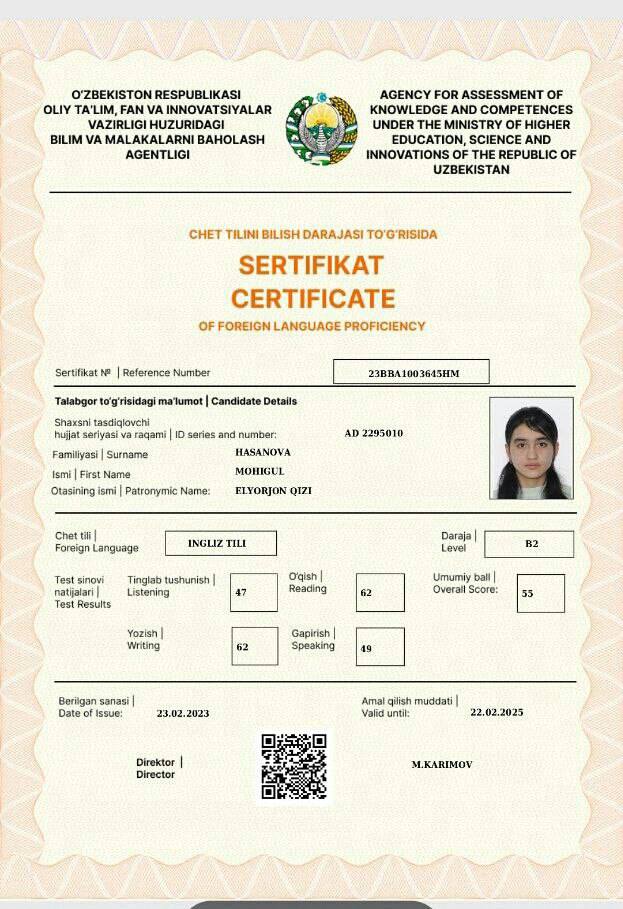 O'ZBEKISTON RESPUBLIKASI
OLIY TA'LIM, FAN VA INNOVATSIYALAR
VAZIRLIGI HUZURIDAGI
BILIM VA MALAKALARNI BAHOLASH
AGENTLIGI
AGENCY FOR ASSESSMENT OF
KNOWLEDGE AND COMPETENCES
UNDER THE MINISTRY OF HIGHER
EDUCATION, SCIENCE AND
INNOVATIONS OF THE REPUBLIC OF
UZBEKISTAN
CHET TILINI BILISH DARAJASI TO'G'RISIDA
SERTIFIKAT
CERTIFICATE
OF FOREIGN LANGUAGE PROFICIENCY
Sertifikat № | Reference Number
23BBA1003645HM
Talabgor to'g'risidagi ma'lumot | Candidate Details
Shaxsni tasdiqlovchi
hujjat seriyasi va raqami | ID series and number:
AD 2295010
Familiyasi | Surname
HASANOVA
Ismi | First Name
MOHIGUL
Otasining ismi | Patronymic Name:
ELYORJON QIZI
Chet tili |
Foreign Language
INGLIZ TILI
Daraja |
Level
B2
Test sinovi
natijalari |
Test Results
Tinglab tushunish |
Listening
47
O'qish |
Reading
62
Umumiy ball |
Overall Score:
55
Yozish |
Writing
62
Gapirish |
Speaking
49
Berilgan sanasi |
Date of Issue:
23.02.2023
Amal qilish muddati |
Valid until:
22.02.2025
Direktor |
Director
M.KARIMOV